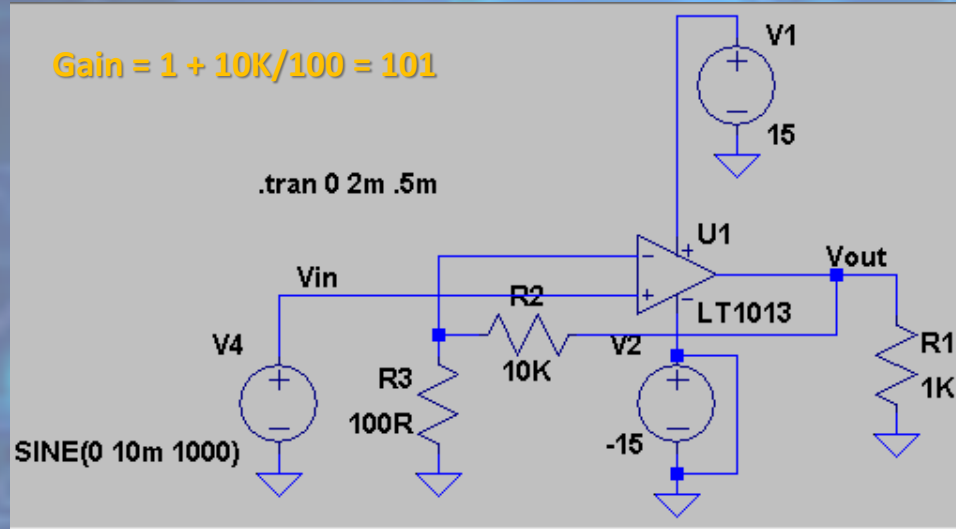 V1
Gain = 1 + 10K/100 = 101
15
.tran 0 2m .5m
U1
Vout
Vin
R2
LT1013
V4
V2
R1
10K
R3
1K
100R
-15
SINE(0 10m 1000)